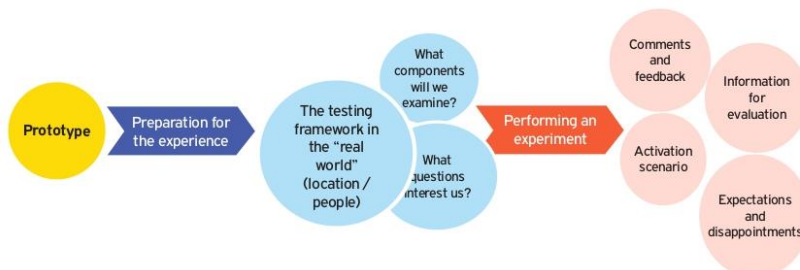 Prototype
Preparation for
the experience
The testing
framework in
the “real
world”
(location /
people)
What
components
will we
examine?
What
questions
interest us?
Performing an
experiment
Comments
and
feedback
Information
for
evaluation
Activation
scenario
Expectations
and
disappointments